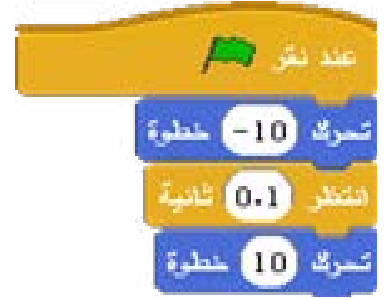 عند نقر
تحرك -10 خطوة
انتظر 0.1 ثانية
تحرك 10 خطوة